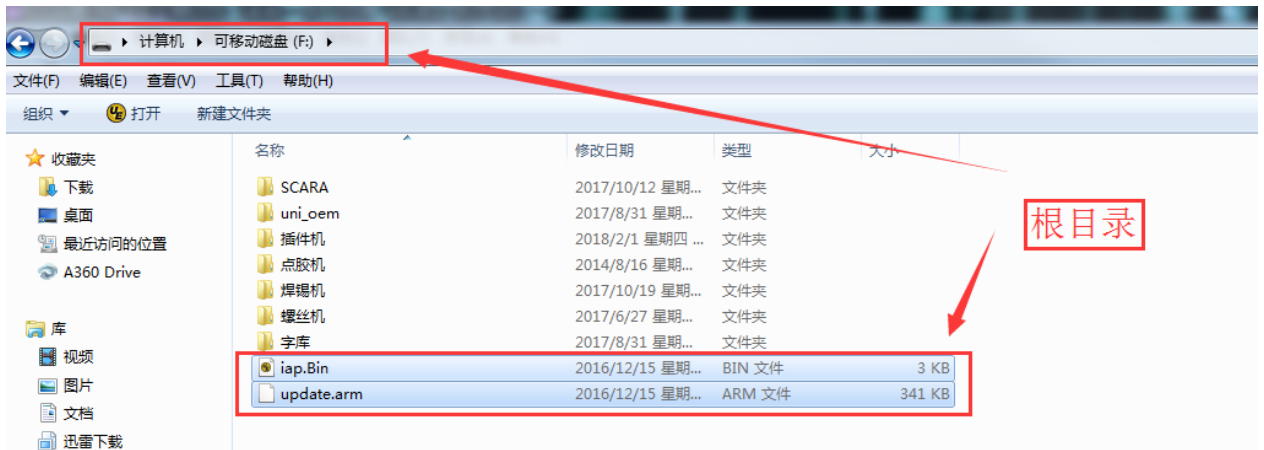 计算机 ▸ 可移动磁盘 (F:) ▸
文件(F) 编辑(E) 查看(V) 工具(T) 帮助(H)
组织 打开 新建文件夹
名称 修改日期 类型 大小
收藏夹
下载
桌面
最近访问的位置
A360 Drive
库
视频
图片
文档
迅雷下载
SCARA 2017/10/12 星期... 文件夹
uni_oem 2017/8/31 星期... 文件夹
插件机 2018/2/1 星期四 ... 文件夹
点胶机 2014/8/16 星期... 文件夹
焊锡机 2017/10/19 星期... 文件夹
螺丝机 2017/6/27 星期... 文件夹
字库 2017/8/31 星期... 文件夹
iap.Bin 2016/12/15 星期... BIN 文件 3 KB
update.arm 2016/12/15 星期... ARM 文件 341 KB
根目录